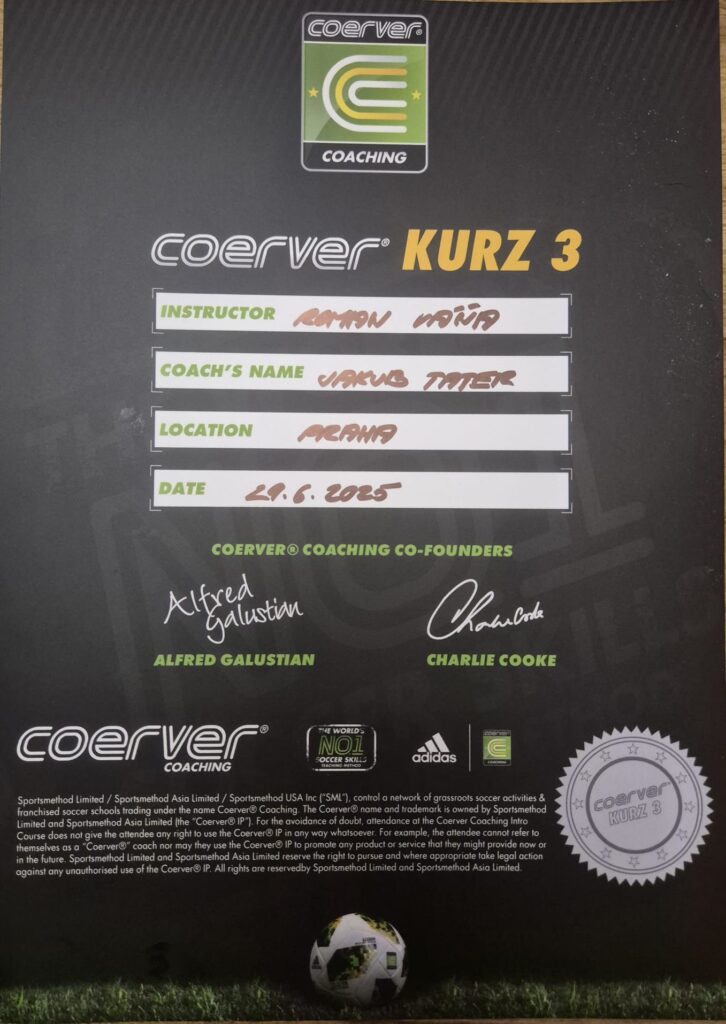 coerver®
COACHING
coerver® KURZ 3
INSTRUCTOR ROMAN VÁŇA
COACH'S NAME JAKUB TATER
LOCATION PRAHA
DATE 29.6.2025
COERVER® COACHING CO-FOUNDERS
Alfred
Galustian
Charlie Cooke
ALFRED GALUSTIAN CHARLIE COOKE
coerver®
COACHING
THE WORLD'S
NO1
SOCCER SKILLS
TEACHING METHOD
adidas
coerver
COACHING
Sportsmethod Limited / Sportsmethod Asia Limited / Sportsmethod USA Inc ("SML"), control a network of grassroots soccer activities &
franchised soccer schools trading under the name Coerver® Coaching. The Coerver® name and trademark is owned by Sportsmethod
Limited and Sportsmethod Asia Limited (the "Coerver® IP"). For the avoidance of doubt, attendance at the Coerver Coaching Intro
Course does not give the attendee any right to use the Coerver® IP in any way whatsoever. For example, the attendee cannot refer to
themselves as a "Coerver®" coach nor may they use the Coerver® IP to promote any product or service that they might provide now or
in the future. Sportsmethod Limited and Sportsmethod Asia Limited reserve the right to pursue and where appropriate take legal action
against any unauthorised use of the Coerver® IP. All rights are reservedby Sportsmethod Limited and Sportsmethod Asia Limited.
coerver®
KURZ 3